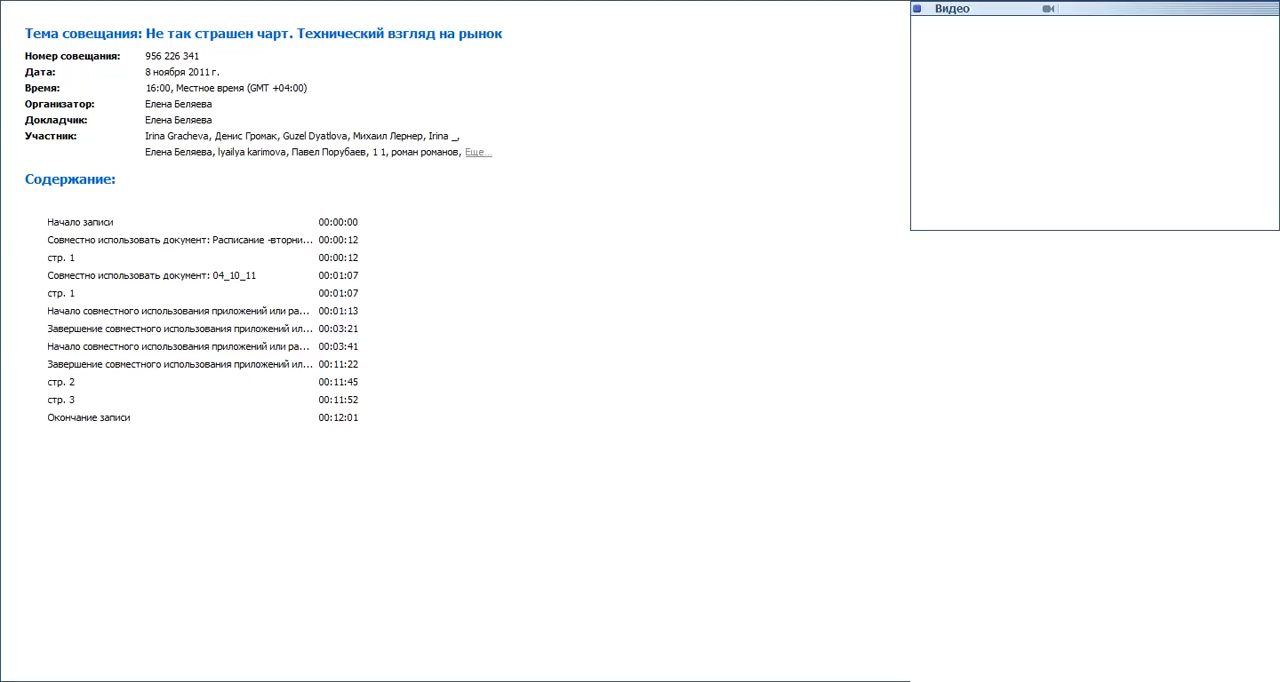 Тема совещания: Не так страшен чарт. Технический взгляд на рынок
Номер совещания: 956 226 341
Дата: 8 ноября 2011 г.
Время: 16:00, Местное время (GMT +04:00)
Организатор: Елена Беляева
Докладчик: Елена Беляева
Участник: Irina Gracheva, Денис Громак, Guzel Dyatlova, Михаил Лернер, Irina _,
Елена Беляева, lyailya karimova, Павел Порубаев, 1 1, роман романов, Еще...
Содержание:
Начало записи 00:00:00
Совместно использовать документ: Расписание -вторни... 00:00:12
стр. 1 00:00:12
Совместно использовать документ: 04_10_11 00:01:07
стр. 1 00:01:07
Начало совместного использования приложений или ра... 00:01:13
Завершение совместного использования приложений ил... 00:03:21
Начало совместного использования приложений или ра... 00:03:41
Завершение совместного использования приложений ил... 00:11:22
стр. 2 00:11:45
стр. 3 00:11:52
Окончание записи 00:12:01
Видео